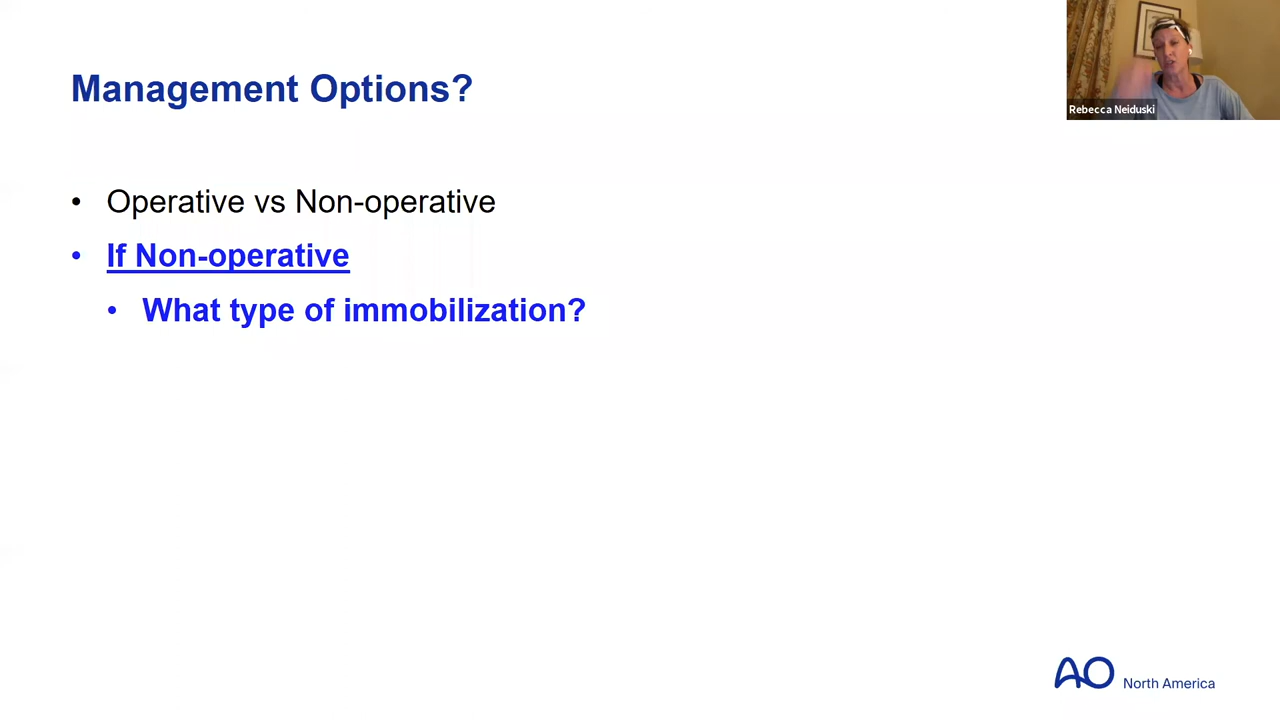 Management Options?
Rebecca Neiduski
• Operative vs Non-operative
• If Non-operative
• What type of immobilization?
AO North America